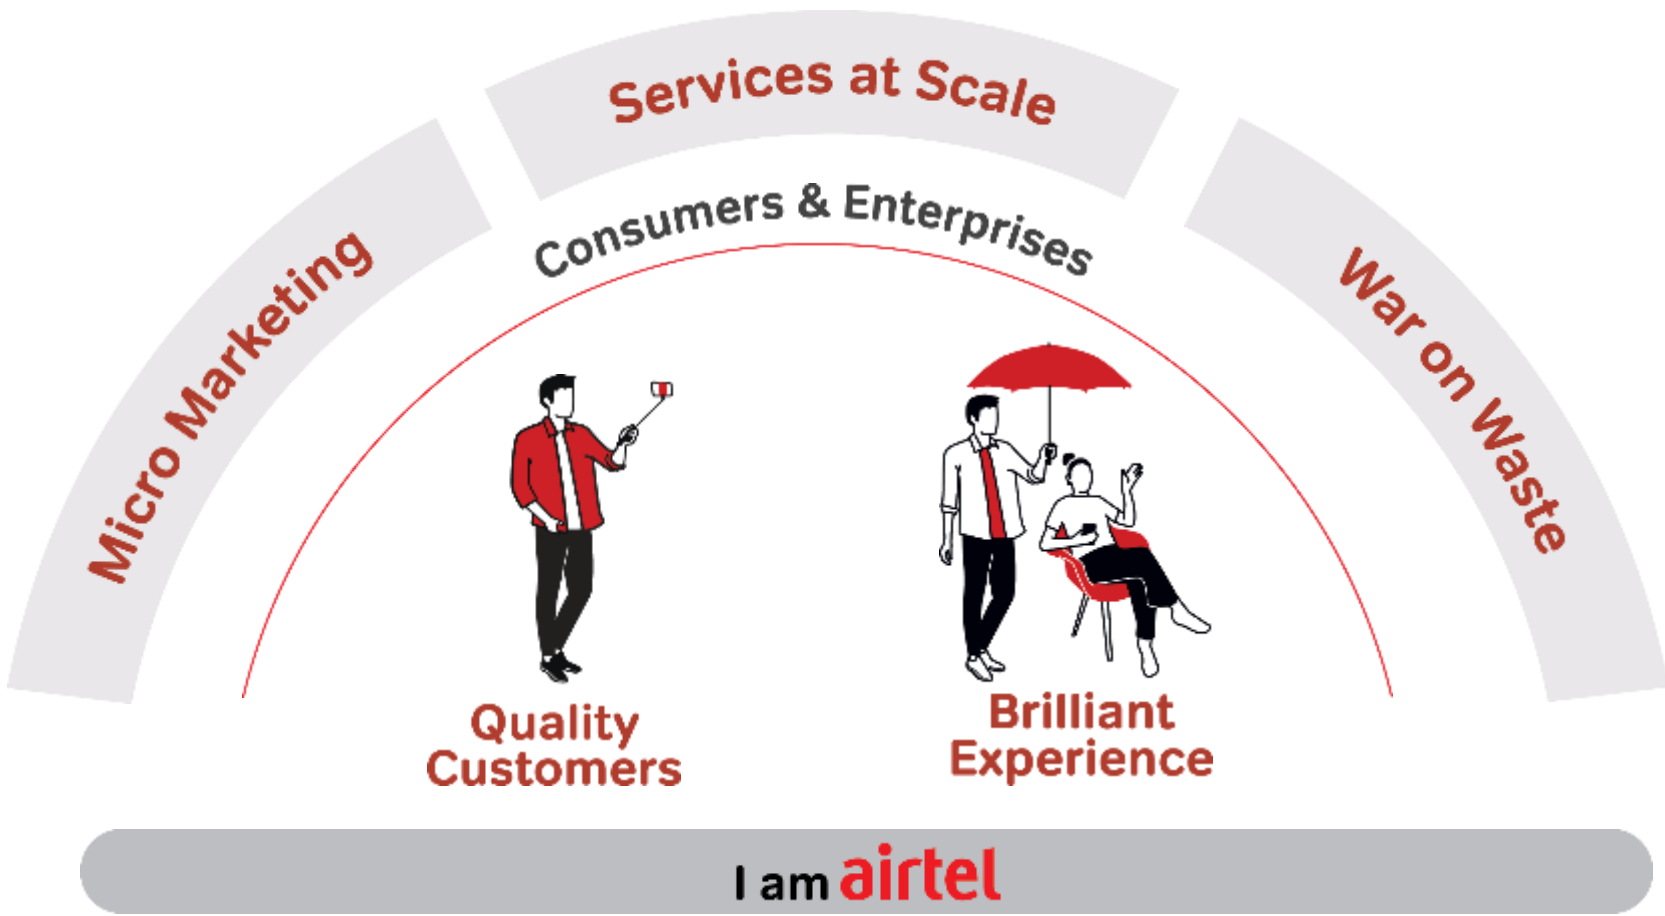 Services at Scale
Micro Marketing
War on Waste
Consumers & Enterprises
Quality
Customers
Brilliant
Experience
I am airtel